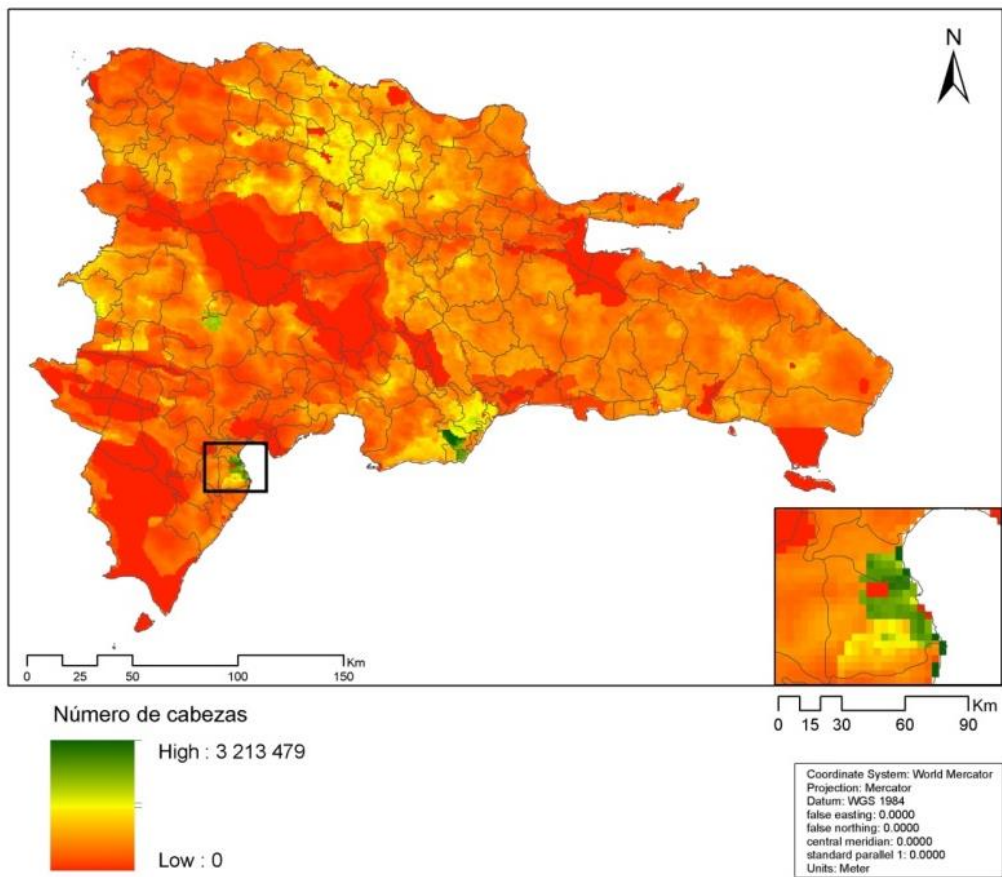 N
Km
0 25 50 100 150
Km
0 15 30 60 90
Número de cabezas
High : 3 213 479
Low : 0
Coordinate System: World Mercator
Projection: Mercator
Datum: WGS 1984
false easting: 0.0000
false northing: 0.0000
central meridian: 0.0000
standard parallel 1: 0.0000
Units: Meter